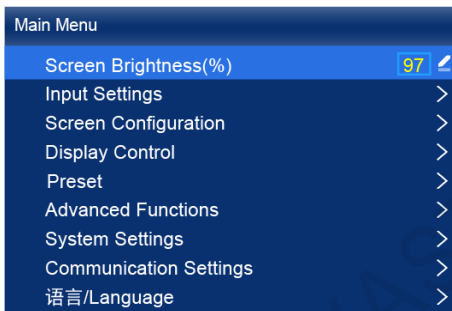 Main Menu
Screen Brightness(%) 97
Input Settings
Screen Configuration
Display Control
Preset
Advanced Functions
System Settings
Communication Settings
语言/Language